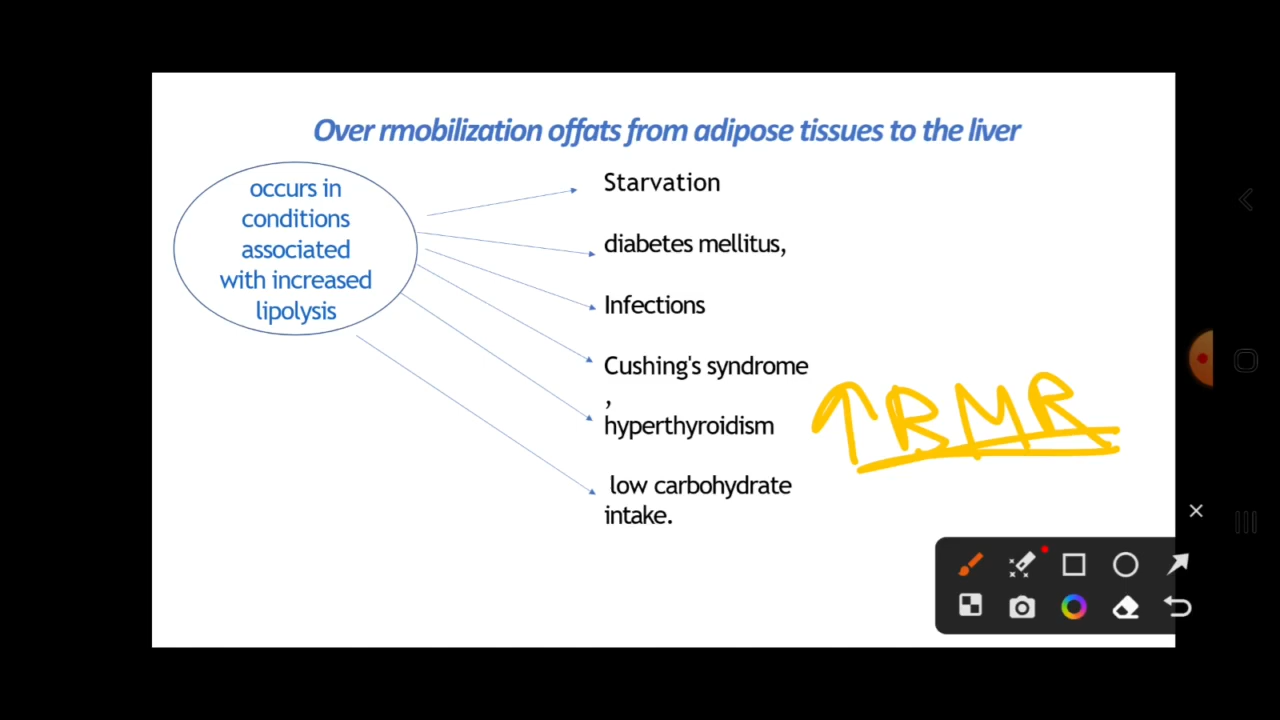 Over rmobilization offats from adipose tissues to the liver
occurs in
conditions
associated
with increased
lipolysis
Starvation
diabetes mellitus,
Infections
Cushing's syndrome
,
hyperthyroidism
↑ RMR
low carbohydrate
intake.